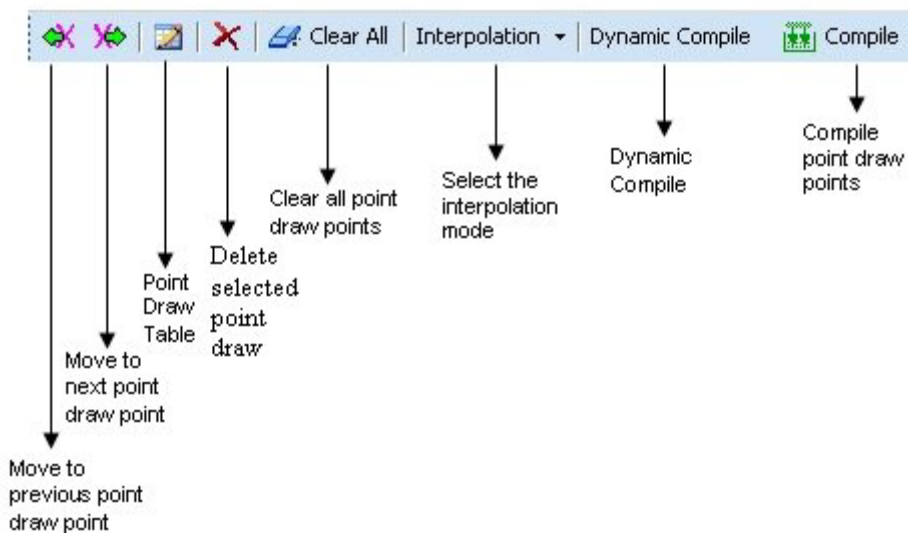 Clear All Interpolation Dynamic Compile Compile
Clear all point
draw points
Select the
interpolation
mode
Dynamic
Compile
Compile
point draw
points
Delete
selected
point
draw
Point
Draw
Table
Move to
next point
draw point
Move to
previous point
draw point